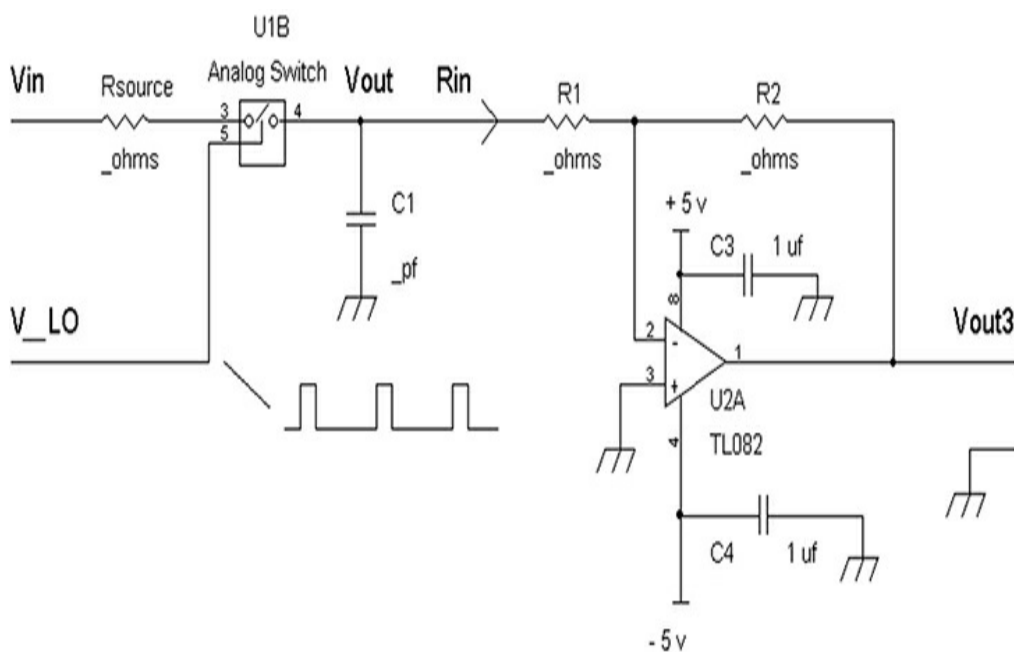 U1B
Analog Switch
Vin
Rsource
Vout
Rin
R1
R2
3
4
5
_ohms
_ohms
_ohms
C1
_pf
+ 5 v
C3
1 uf
8
V__LO
Vout3
2
-
1
3
+
U2A
TL082
4
C4
1 uf
- 5 v